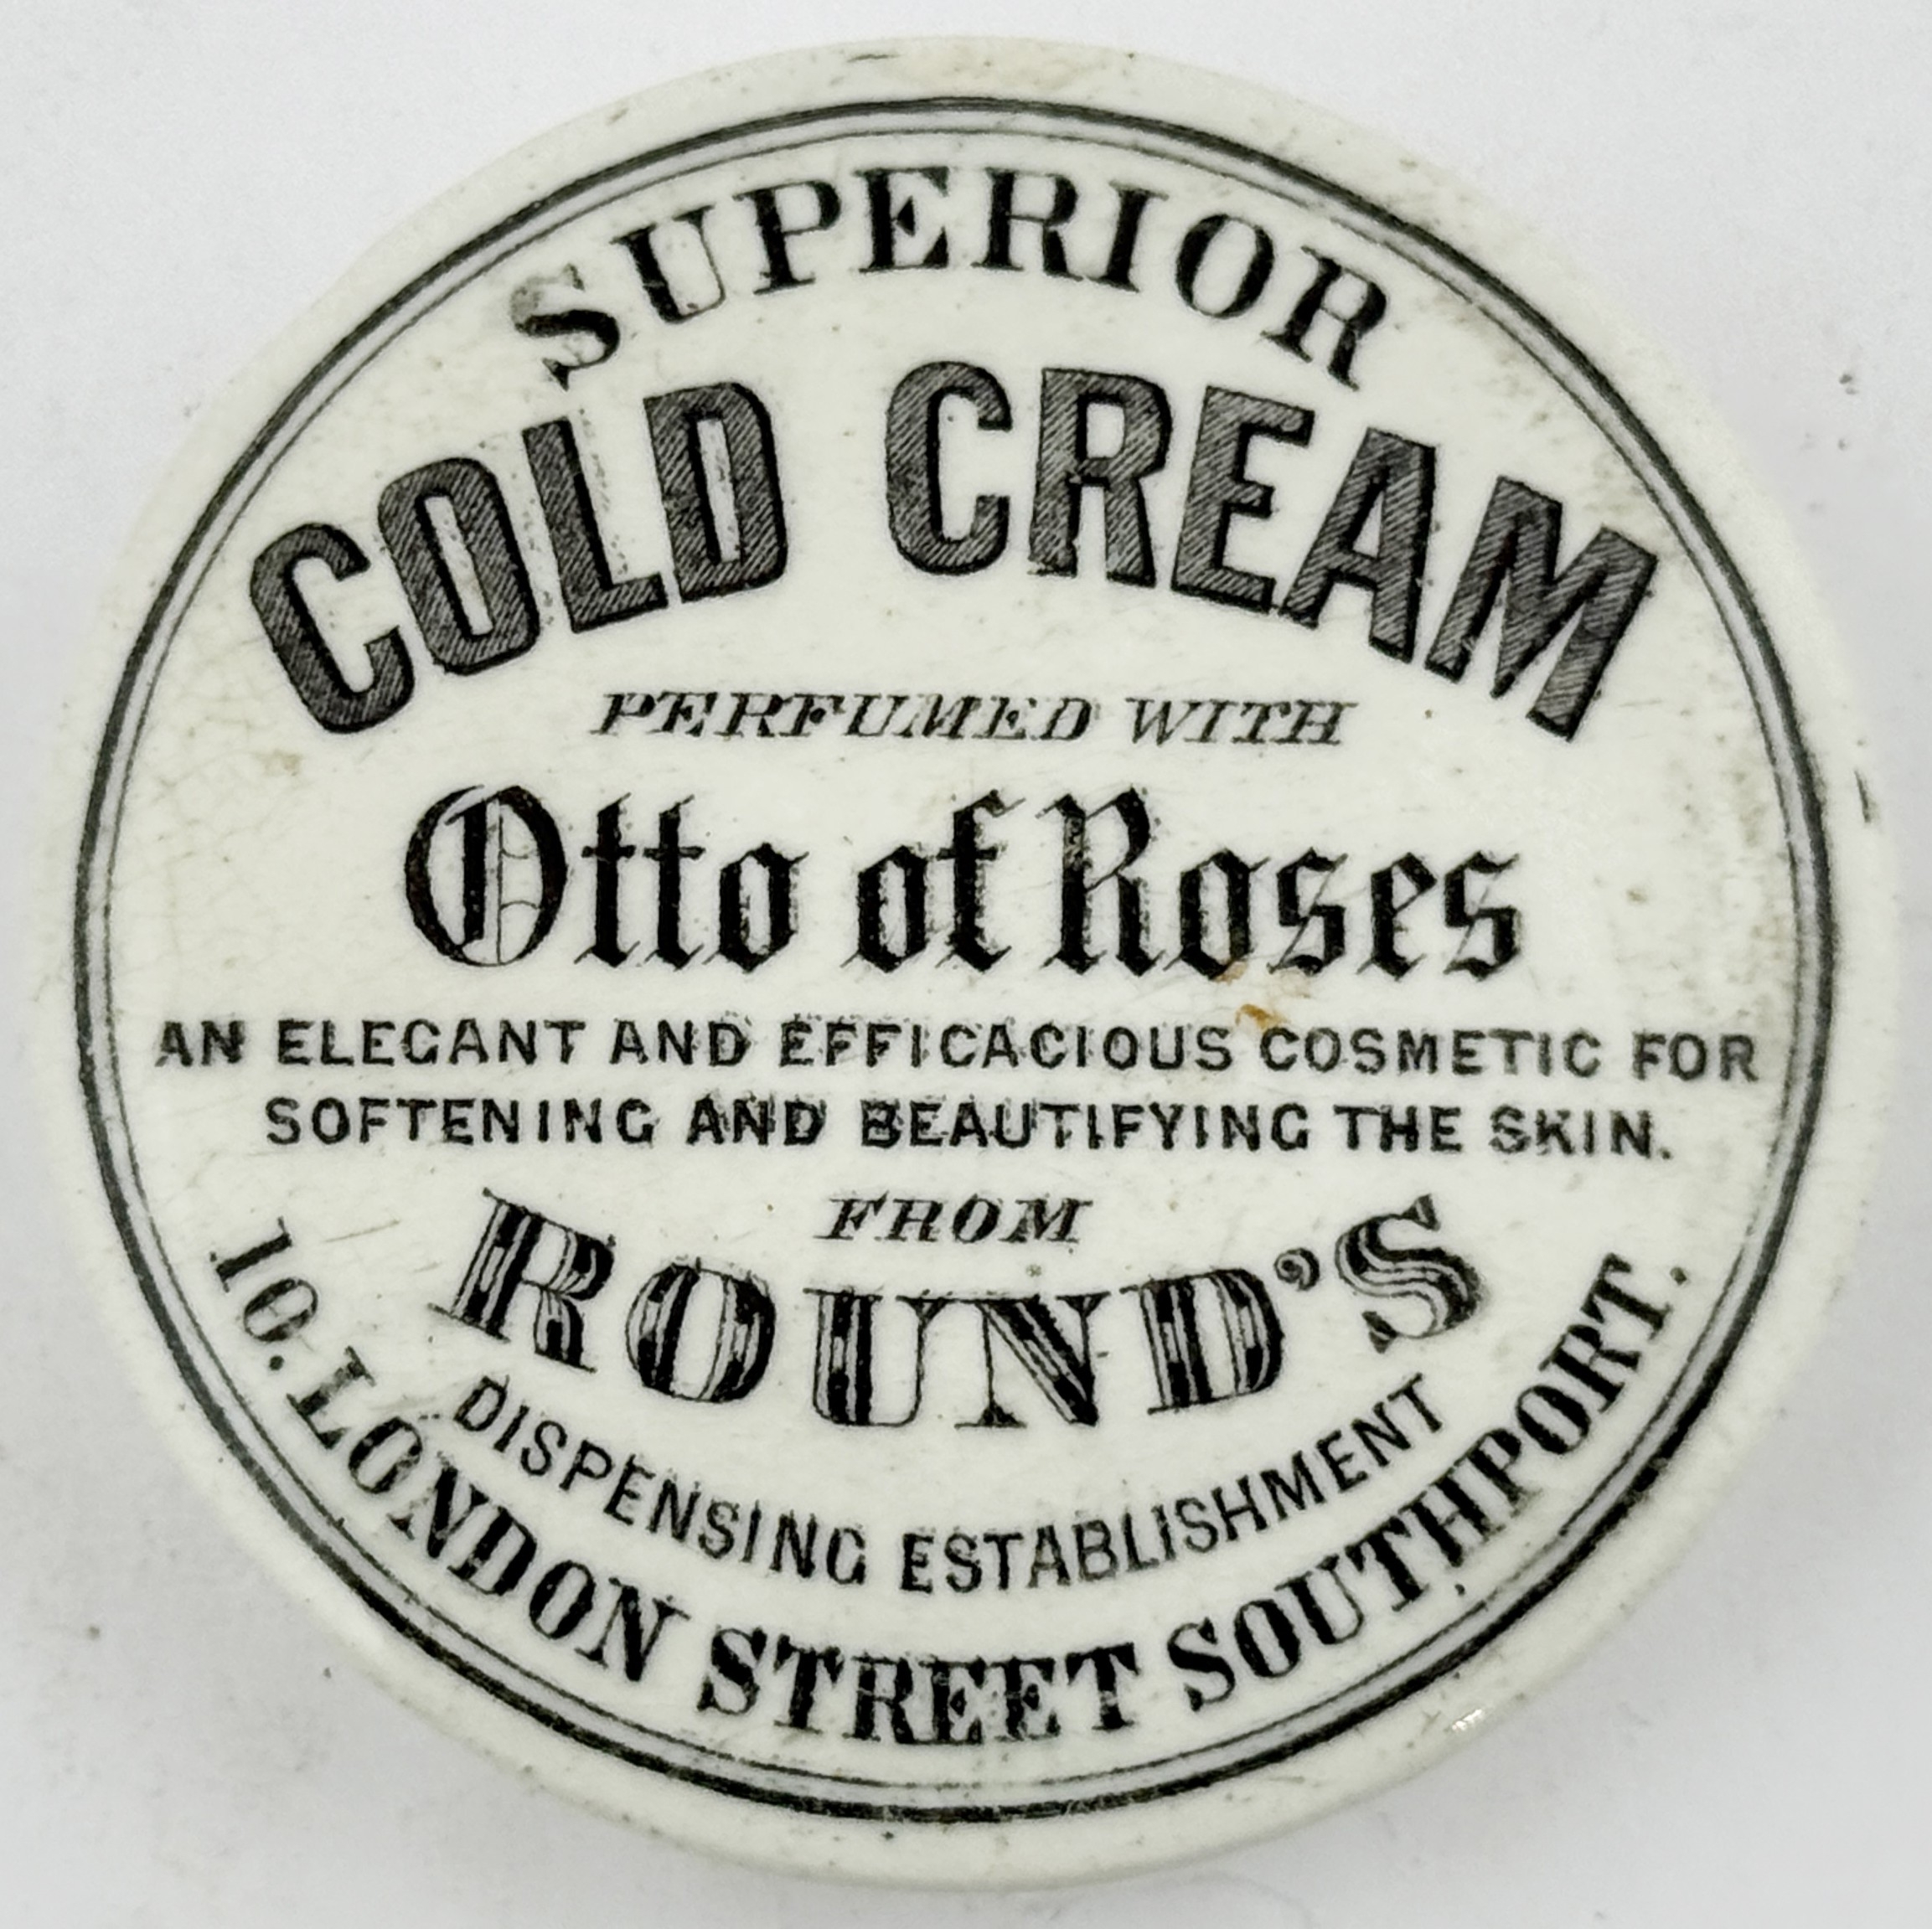 SUPERIOR
COLD CREAM
PERFUMED WITH
Otto of Roses
AN ELEGANT AND EFFICACIOUS COSMETIC FOR
SOFTENING AND BEAUTIFYING THE SKIN.
FROM
ROUND'S
DISPENSING ESTABLISHMENT
10. LONDON STREET SOUTHPORT.